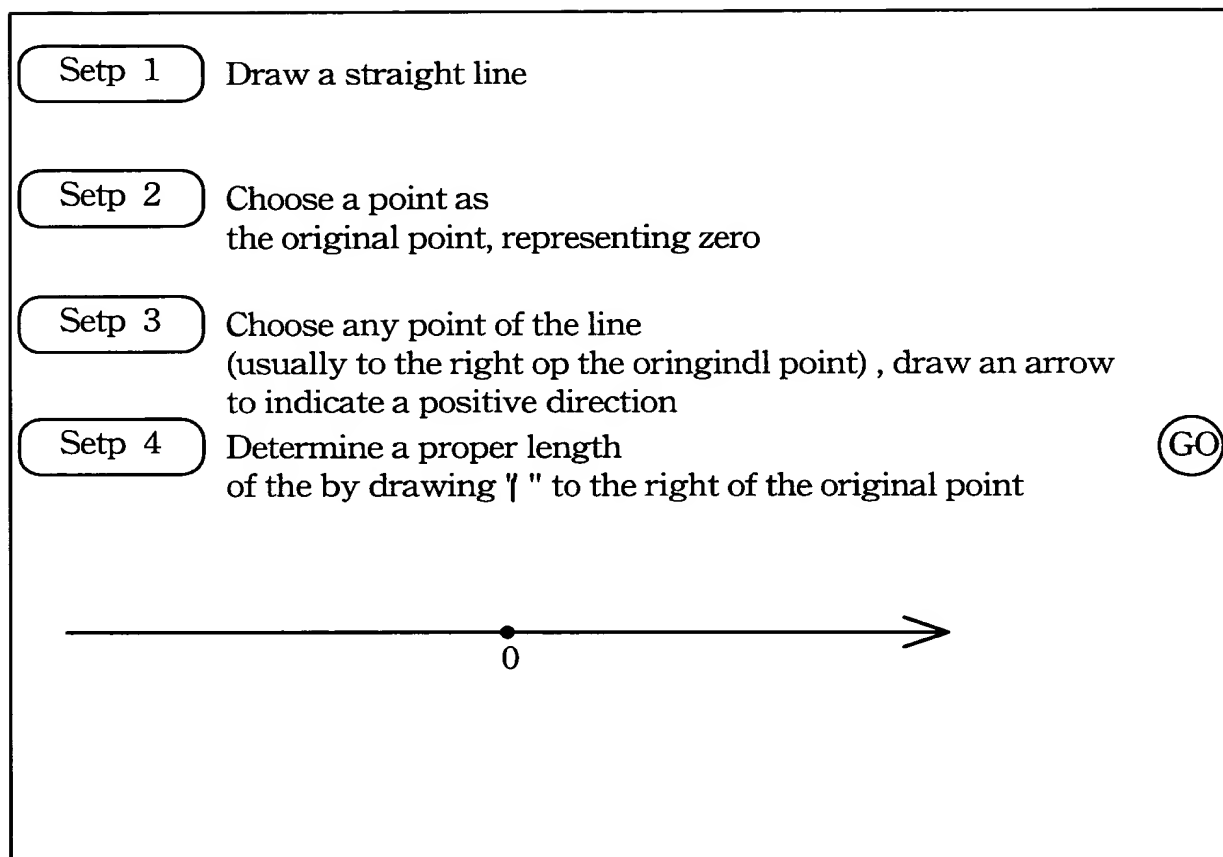 Setp 1 Draw a straight line
Setp 2 Choose a point as
the original point, representing zero
Setp 3 Choose any point of the line
(usually to the right op the oringindl point) , draw an arrow
to indicate a positive direction
Setp 4 Determine a proper length
of the by drawing "| " to the right of the original point
GO
0